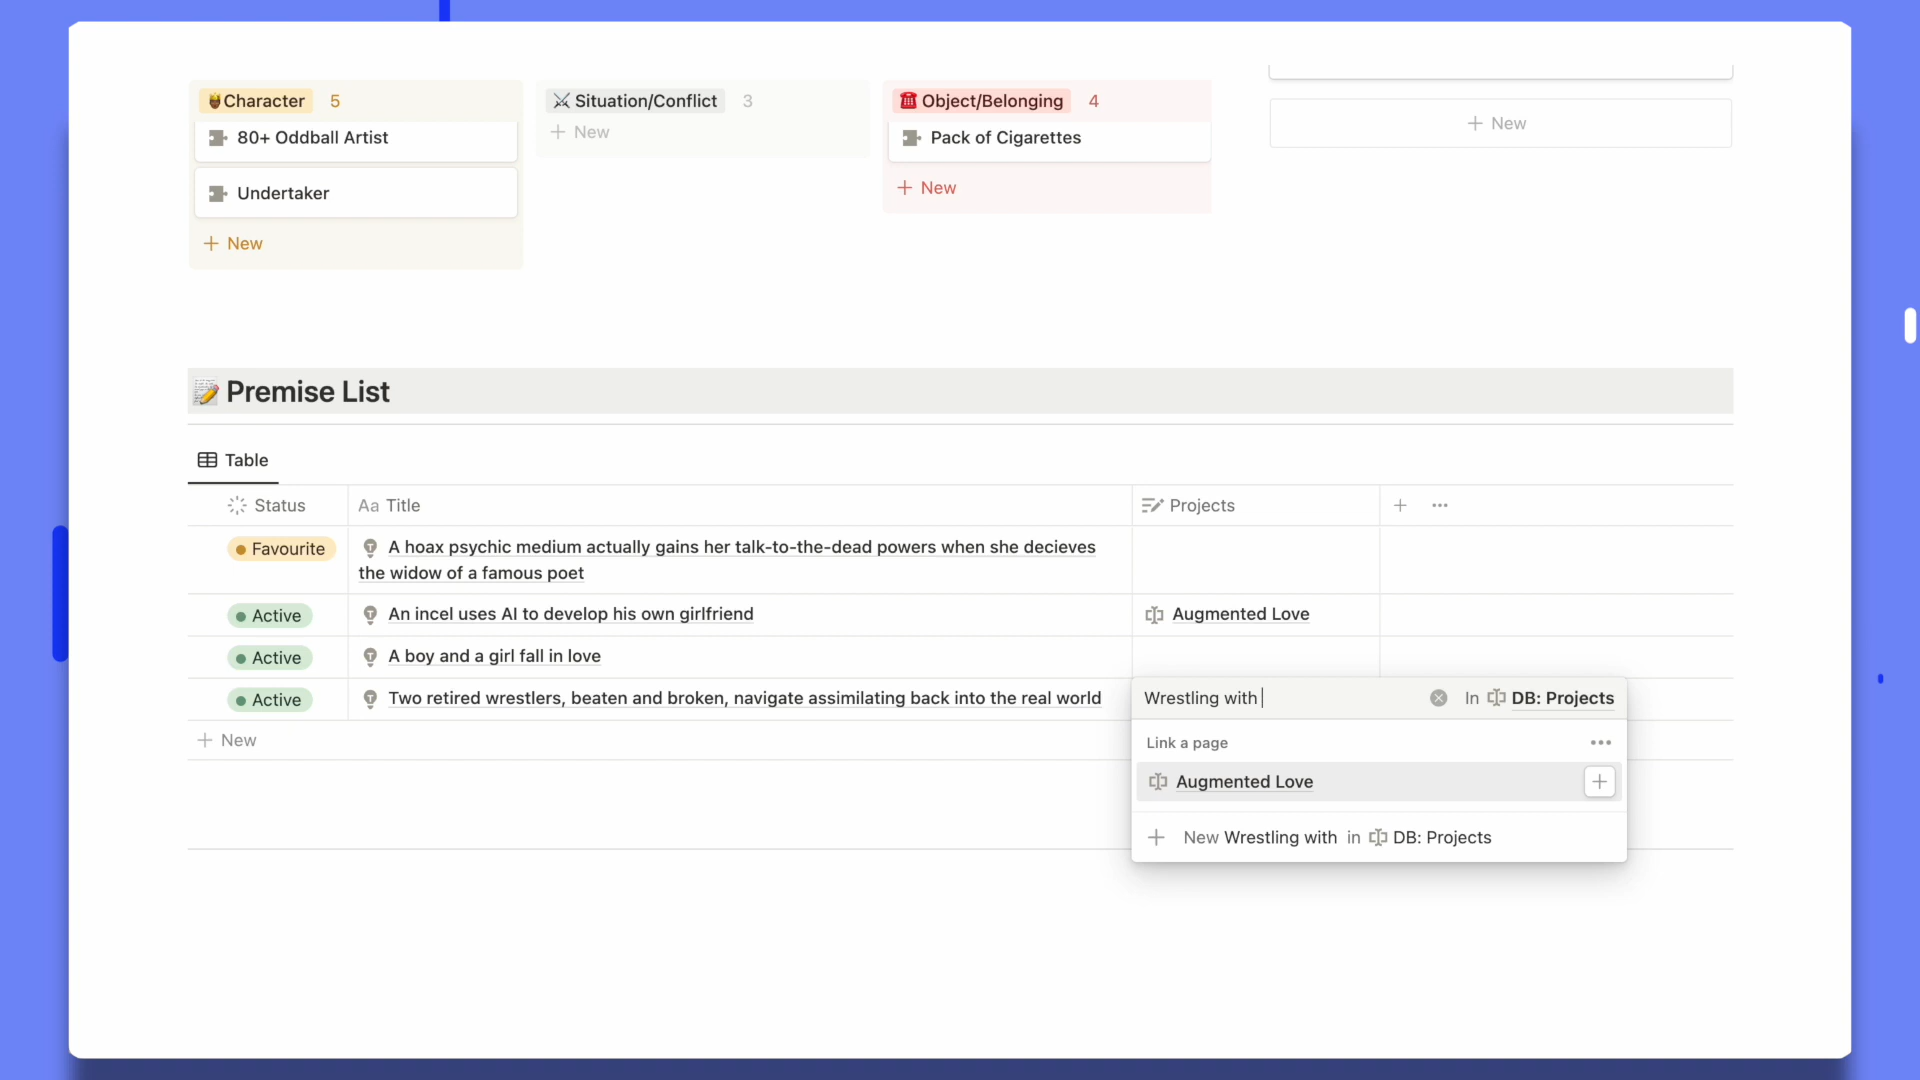 Character 5
Situation/Conflict 3
Object/Belonging 4
80+ Oddball Artist
+ New
Pack of Cigarettes
+ New
Undertaker
+ New
+ New
Premise List
Table
Status
Aa Title
Projects
Favourite
A hoax psychic medium actually gains her talk-to-the-dead powers when she decieves
the widow of a famous poet
Active
An incel uses AI to develop his own girlfriend
Augmented Love
Active
A boy and a girl fall in love
Active
Two retired wrestlers, beaten and broken, navigate assimilating back into the real world
Wrestling with
In DB: Projects
+ New
Link a page
Augmented Love
+ New Wrestling with in DB: Projects